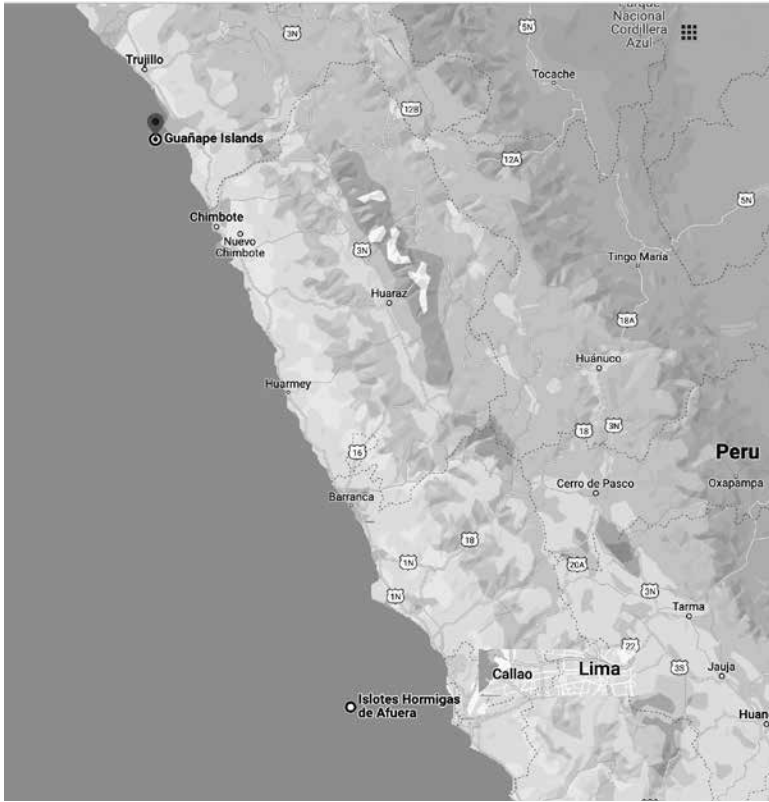 Parque
Nacional
Cordillera
Azul
3N
5N
Trujillo
Tocache
12B
Guañape Islands
12A
5N
Chimbote
Nuevo
Chimbote
3N
Tingo María
Huaraz
18A
Huánuco
Huarmey
18
3N
16
Peru
Cerro de Pasco
Oxapampa
Barranca
18
1N
20A
3N
1N
Tarma
22
Callao
Lima
3S
Jauja
Islotes Hormigas
de Afuera
Huan